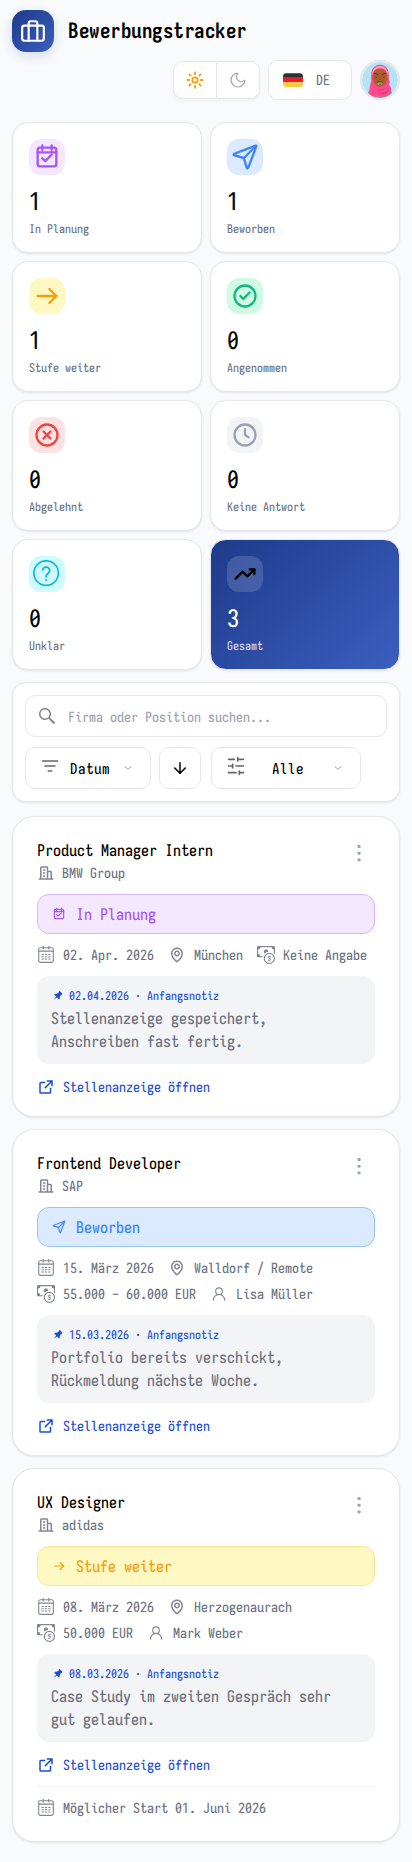 Bewerbungstracker
DE
1
In Planung
1
Beworben
1
Stufe weiter
0
Angenommen
0
Abgelehnt
0
Keine Antwort
0
Unklar
3
Gesamt
Firma oder Position suchen...
Datum
Alle
Product Manager Intern
BMW Group
In Planung
02. Apr. 2026 München Keine Angabe
02.04.2026 · Anfangsnotiz
Stellenanzeige gespeichert,
Anschreiben fast fertig.
Stellenanzeige öffnen
Frontend Developer
SAP
Beworben
15. März 2026 Walldorf / Remote
55.000 – 60.000 EUR Lisa Müller
15.03.2026 · Anfangsnotiz
Portfolio bereits verschickt,
Rückmeldung nächste Woche.
Stellenanzeige öffnen
UX Designer
adidas
Stufe weiter
08. März 2026 Herzogenaurach
50.000 EUR Mark Weber
08.03.2026 · Anfangsnotiz
Case Study im zweiten Gespräch sehr
gut gelaufen.
Stellenanzeige öffnen
Möglicher Start 01. Juni 2026